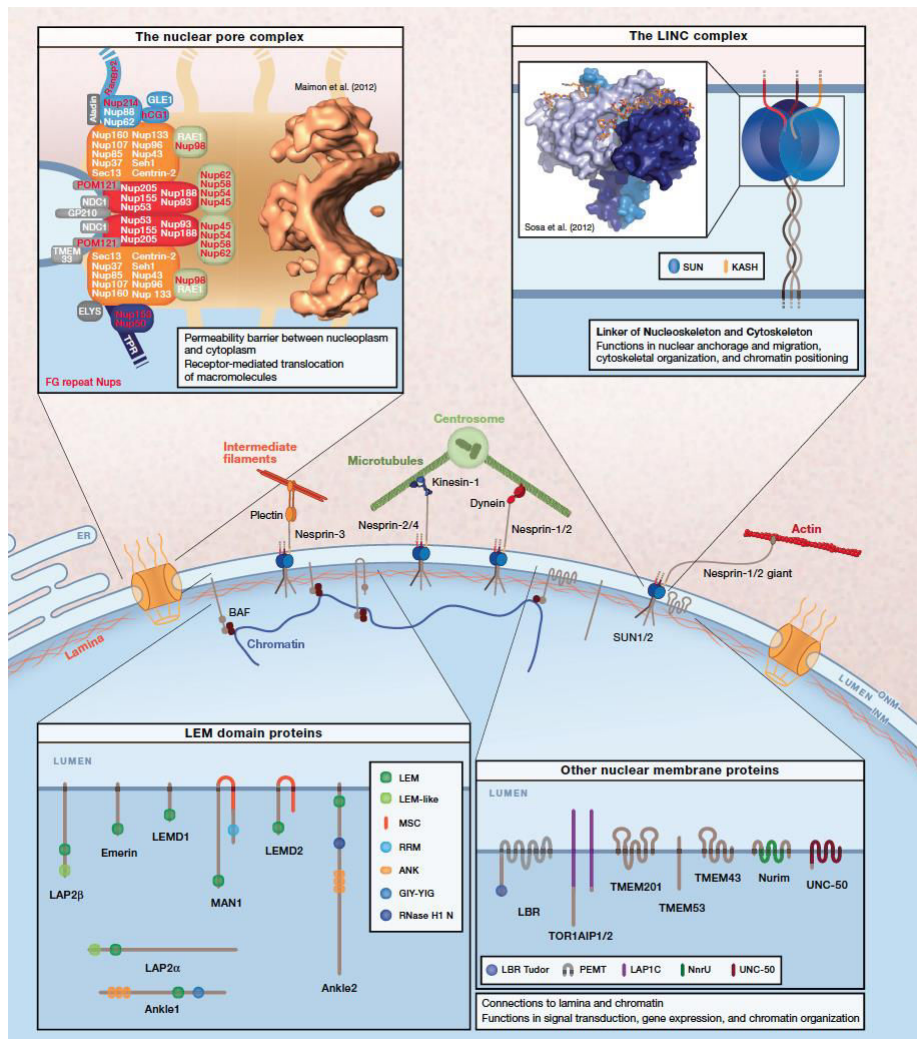 The nuclear pore complex
RanBP2
Maimon et al. (2012)
Aladin
Nup214
Nup88
Nup62
GLE1
hCG1
Nup160 Nup133
Nup107 Nup96
Nup85 Nup43
Nup37 Seh1
Sec13 Centrin-2
RAE1
Nup98
POM121
Nup205
Nup155
Nup53
Nup188
Nup93
Nup62
Nup58
Nup54
Nup45
NDC1
GP210
NDC1
POM121
TMEM
33
Nup53
Nup155
Nup205
Nup93
Nup188
Nup45
Nup54
Nup58
Nup62
Sec13 Centrin-2
Nup37 Seh1
Nup85 Nup43
Nup107 Nup96
Nup160 Nup 133
Nup98
RAE1
ELYS
Nup50
TPR
FG repeat Nups
Permeability barrier between nucleoplasm
and cytoplasm
Receptor-mediated translocation
of macromolecules
The LINC complex
Sosa et al. (2012)
SUN KASH
Linker of Nucleoskeleton and Cytoskeleton
Functions in nuclear anchorage and migration,
cytoskeletal organization, and chromatin positioning
Centrosome
Intermediate
filaments
Microtubules
Kinesin-1
Plectin
Dynein
Nesprin-3
Nesprin-2/4
Nesprin-1/2
Actin
Nesprin-1/2 giant
ER
BAF
Chromatin
Lamina
SUN1/2
LUMEN
ONM
INM
LEM domain proteins
LUMEN
LEM
LEM-like
MSC
RRM
ANK
GIY-YIG
RNase H1 N
LAP2β
Emerin
LEMD1
MAN1
LEMD2
Ankle2
LAP2α
Ankle1
Other nuclear membrane proteins
LUMEN
LBR
TOR1AIP1/2
TMEM201
TMEM53
TMEM43
Nurim
UNC-50
LBR Tudor PEMT LAP1C NnrU UNC-50
Connections to lamina and chromatin
Functions in signal transduction, gene expression, and chromatin organization